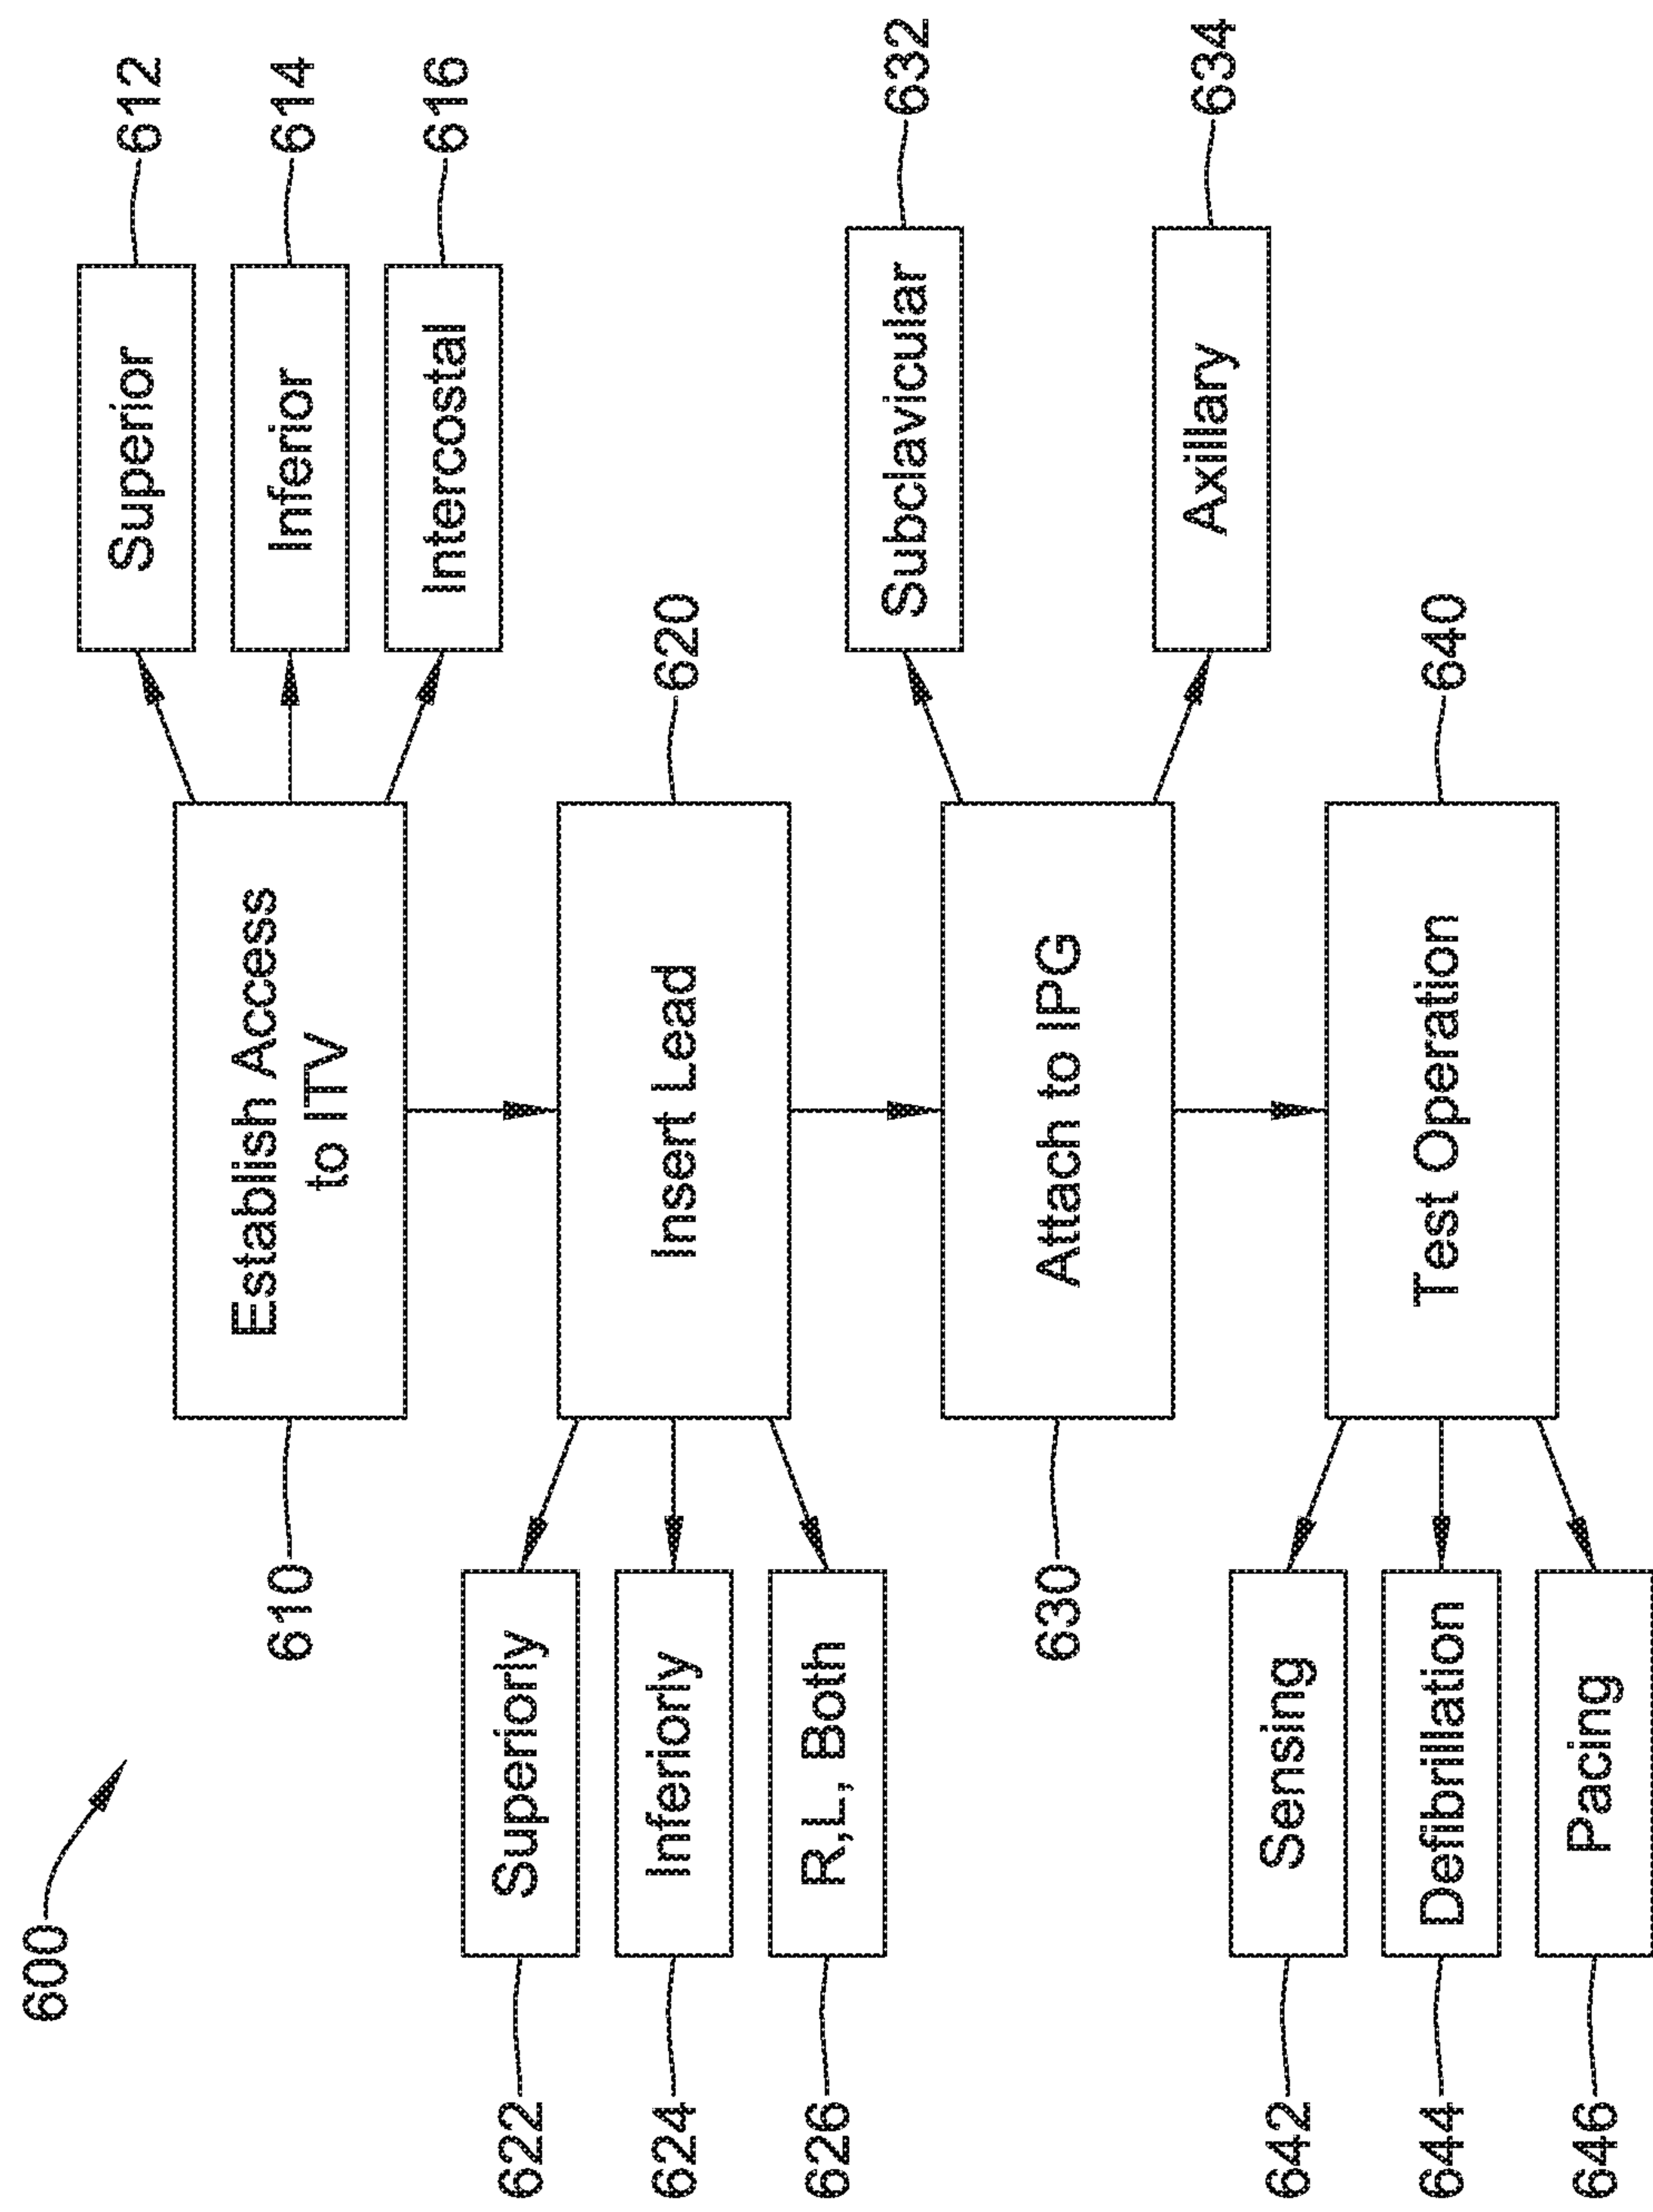 600
Superior
612
610
Establish Access
to ITV
Inferior
614
Intercostal
616
622
Superiorly
624
Inferiorly
Insert Lead
620
626
R,L, Both
Subclavicular
632
630
Attach to IPG
Axillary
634
642
Sensing
644
Defibrillation
Test Operation
640
646
Pacing